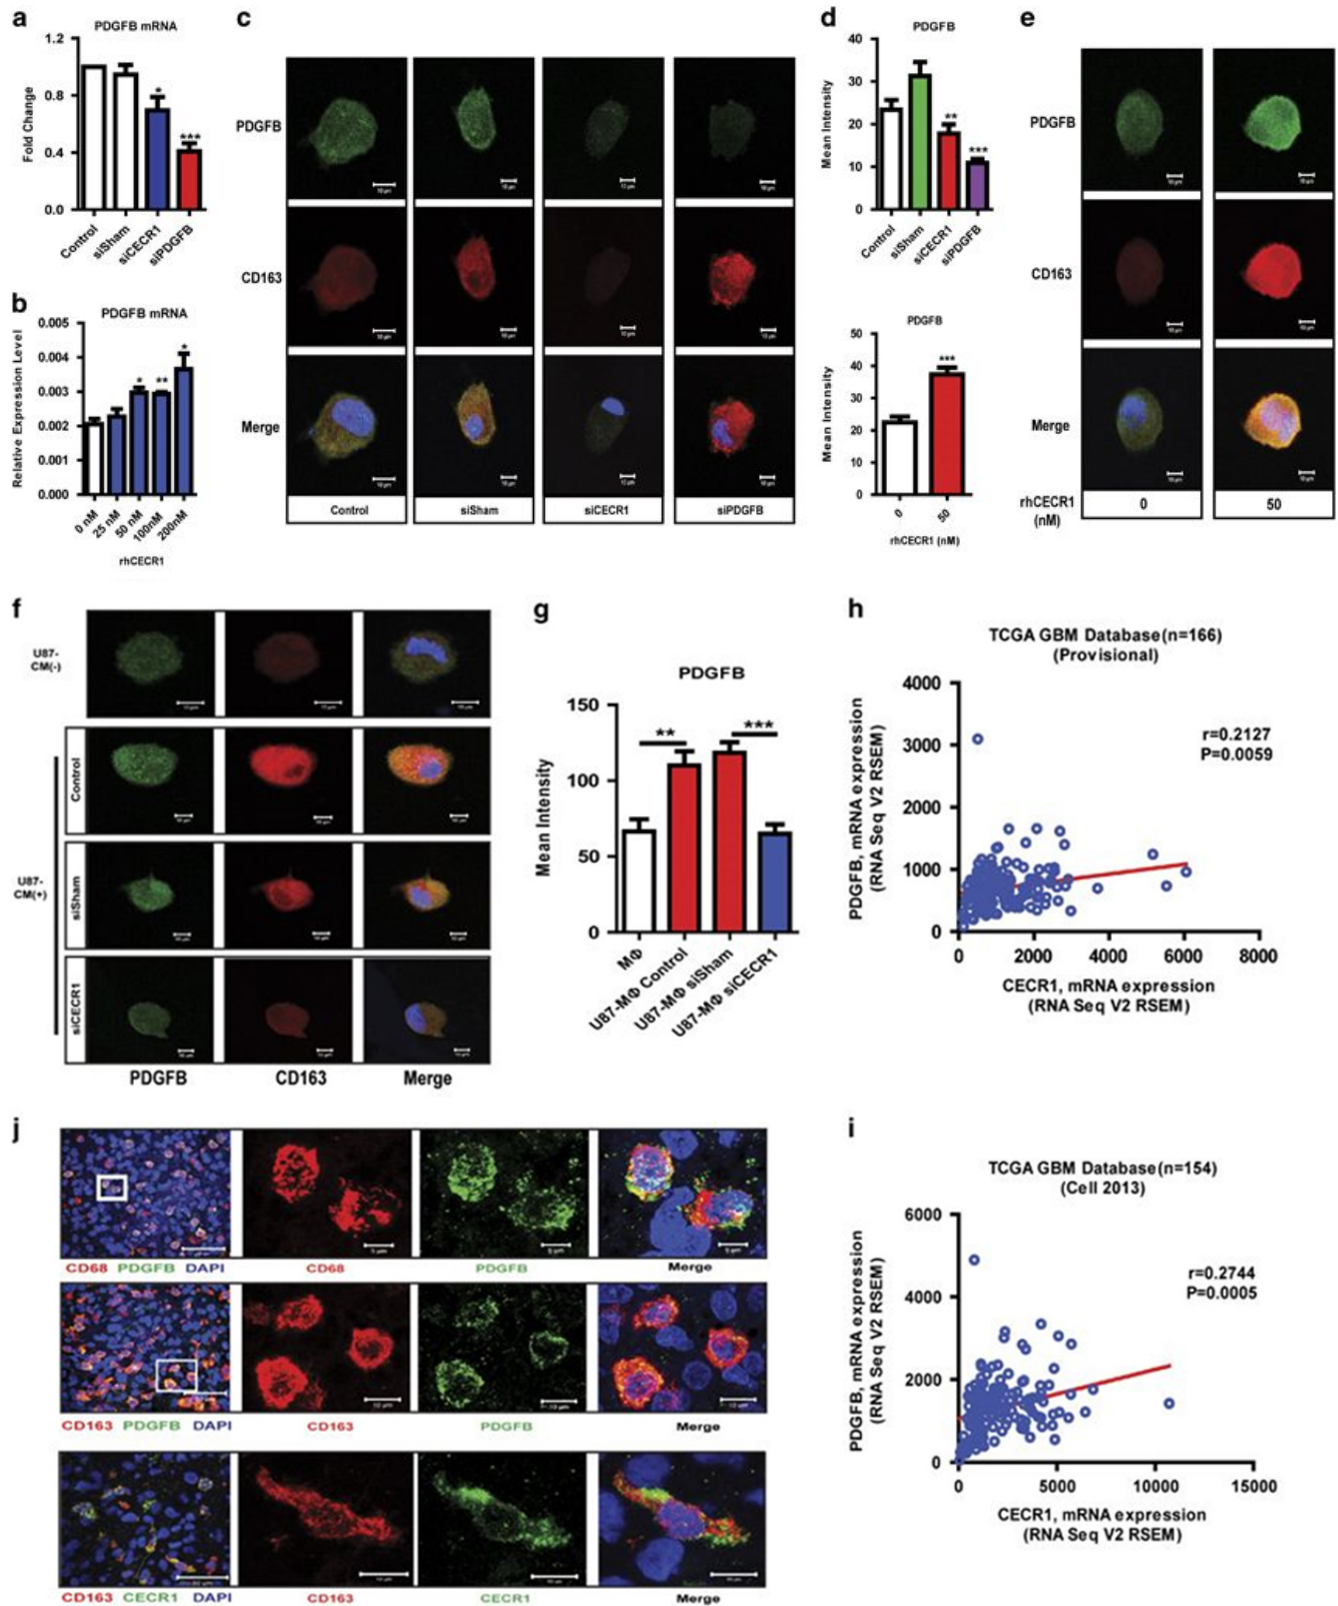 a
PDGFB mRNA
Fold Change
1.2
0.8
0.4
0.0
*
***
Control
siSham
siCECR1
siPDGFB
b
PDGFB mRNA
Relative Expression Level
0.005
0.004
0.003
0.002
0.001
0.000
*
**
*
0 nM
25 nM
50 nM
100nM
200nM
rhCECR1
c
PDGFB
CD163
Merge
Control
siSham
siCECR1
siPDGFB
d
PDGFB
Mean Intensity
40
30
20
10
0
**
***
Control
siSham
siCECR1
siPDGFB
PDGFB
Mean Intensity
50
40
30
20
10
0
***
0
50
rhCECR1 (nM)
e
PDGFB
CD163
Merge
rhCECR1
(nM)
0
50
f
U87-
CM(-)
U87-
CM(+)
Control
siSham
siCECR1
PDGFB
CD163
Merge
g
PDGFB
Mean Intensity
150
100
50
0
**
***
MΦ
U87-MΦ Control
U87-MΦ siSham
U87-MΦ siCECR1
h
TCGA GBM Database(n=166)
(Provisional)
PDGFB, mRNA expression
(RNA Seq V2 RSEM)
4000
3000
2000
1000
0
r=0.2127
P=0.0059
0
2000
4000
6000
8000
CECR1, mRNA expression
(RNA Seq V2 RSEM)
j
CD68 PDGFB DAPI
CD68
PDGFB
Merge
CD163 PDGFB DAPI
CD163
PDGFB
Merge
CD163 CECR1 DAPI
CD163
CECR1
Merge
i
TCGA GBM Database(n=154)
(Cell 2013)
PDGFB, mRNA expression
(RNA Seq V2 RSEM)
6000
4000
2000
0
r=0.2744
P=0.0005
0
5000
10000
15000
CECR1, mRNA expression
(RNA Seq V2 RSEM)